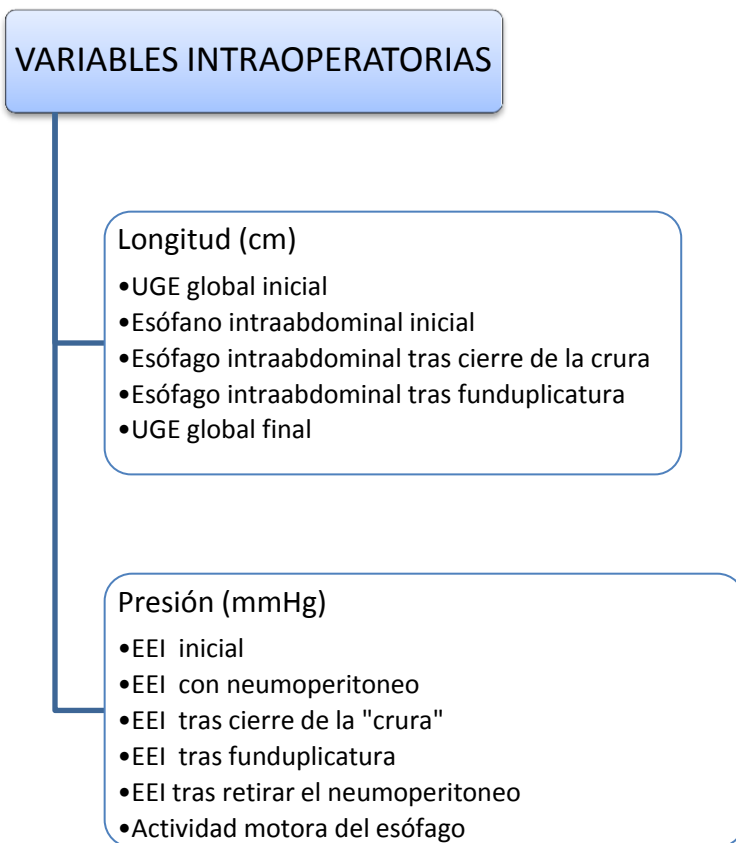 VARIABLES INTRAOPERATORIAS
Longitud (cm)
•UGE global inicial
•Esófano intraabdominal inicial
•Esófago intraabdominal tras cierre de la crura
•Esófago intraabdominal tras funduplicatura
•UGE global final
Presión (mmHg)
•EEI inicial
•EEI con neumoperitoneo
•EEI tras cierre de la "crura"
•EEI tras funduplicatura
•EEI tras retirar el neumoperitoneo
•Actividad motora del esófago